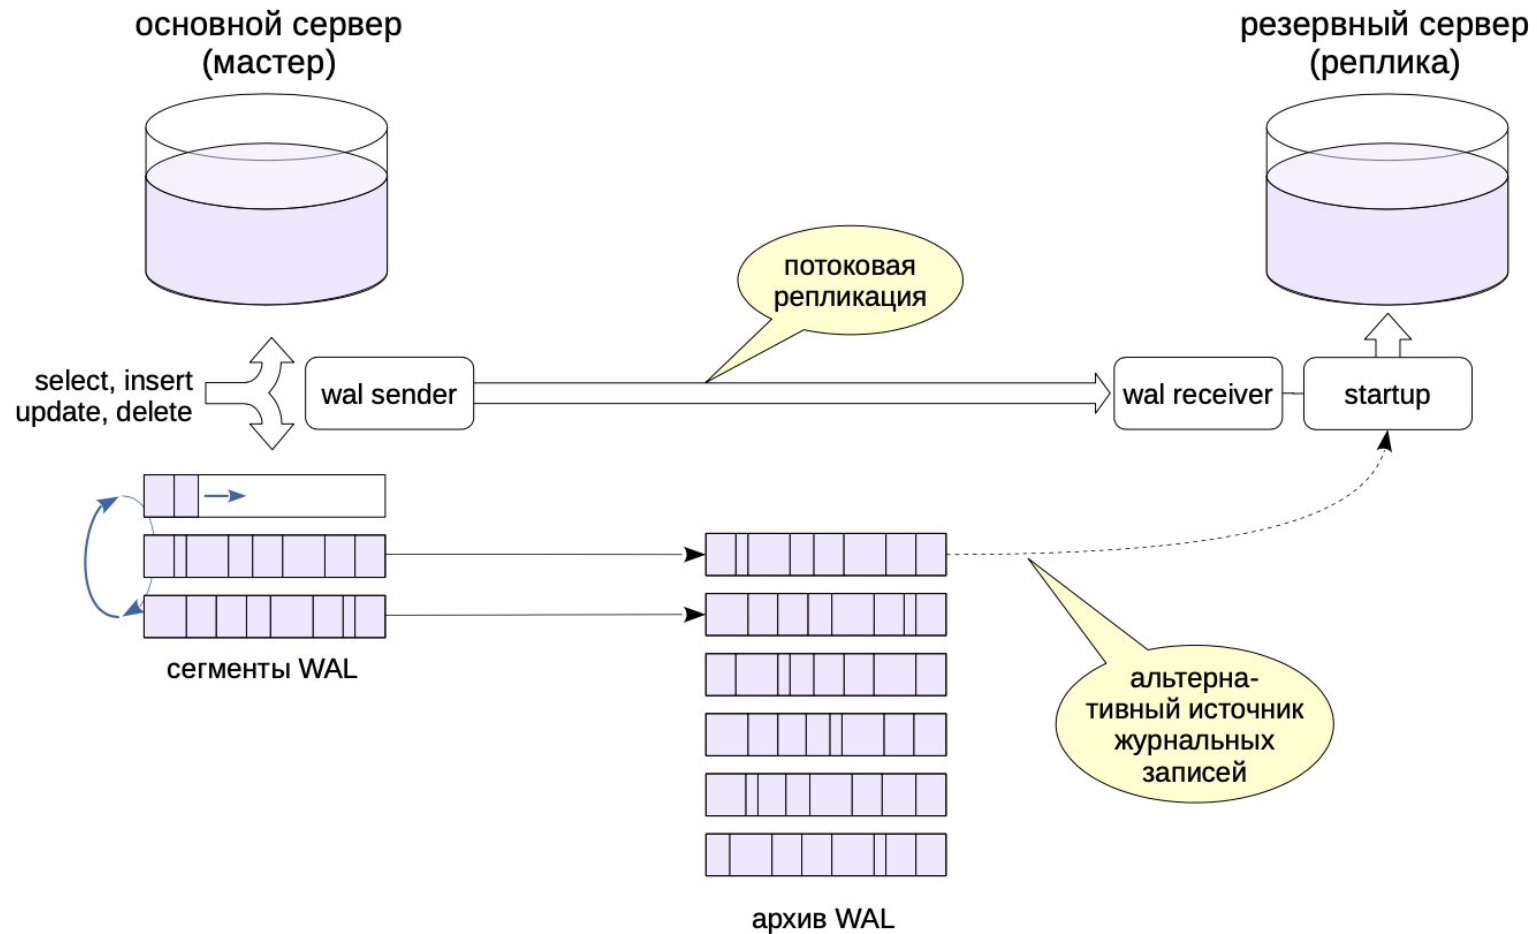 основной сервер
(мастер)
резервный сервер
(реплика)
потоковая
репликация
select, insert
update, delete
wal sender
wal receiver
startup
сегменты WAL
альтерна-
тивный источник
журнальных
записей
архив WAL